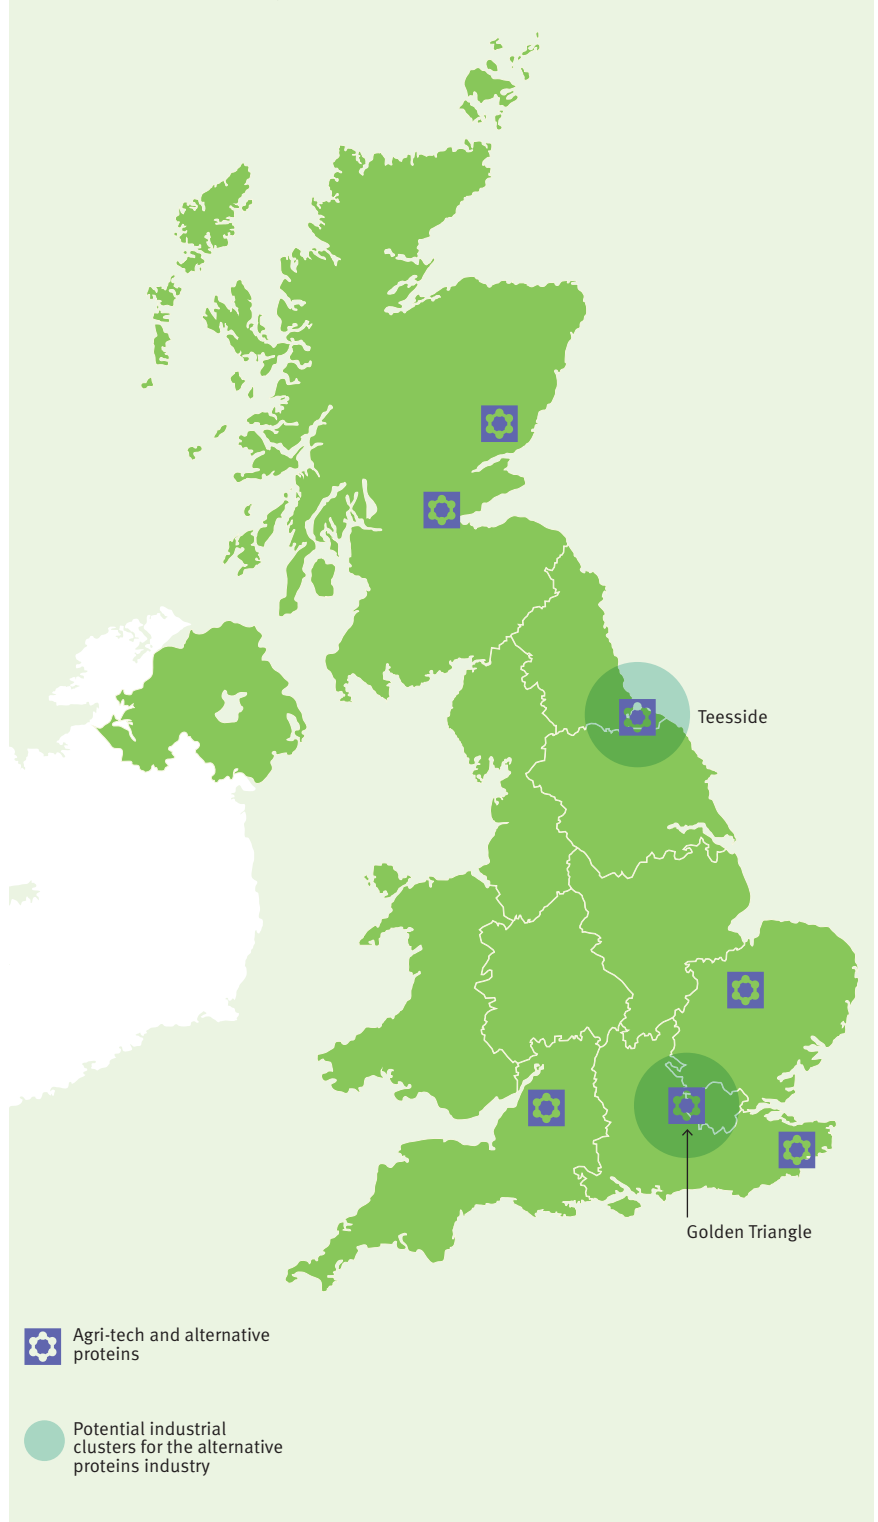 Teesside
Golden Triangle
Agri-tech and alternative
proteins
Potential industrial
clusters for the alternative
proteins industry